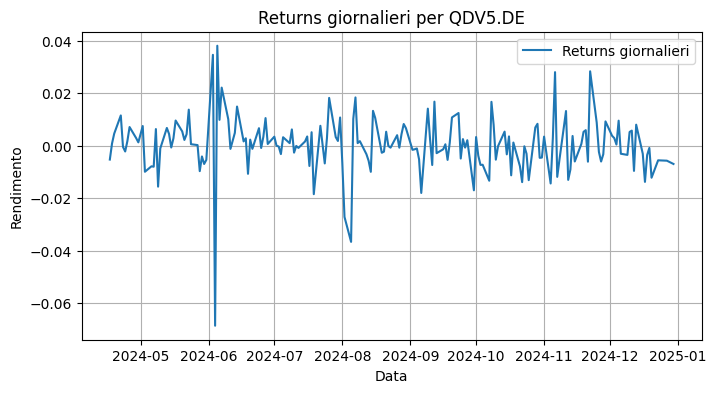 Returns giornalieri per QDV5.DE
Returns giornalieri
0.04
0.02
0.00
−0.02
−0.04
−0.06
Rendimento
2024-05 2024-06 2024-07 2024-08 2024-09 2024-10 2024-11 2024-12 2025-01
Data